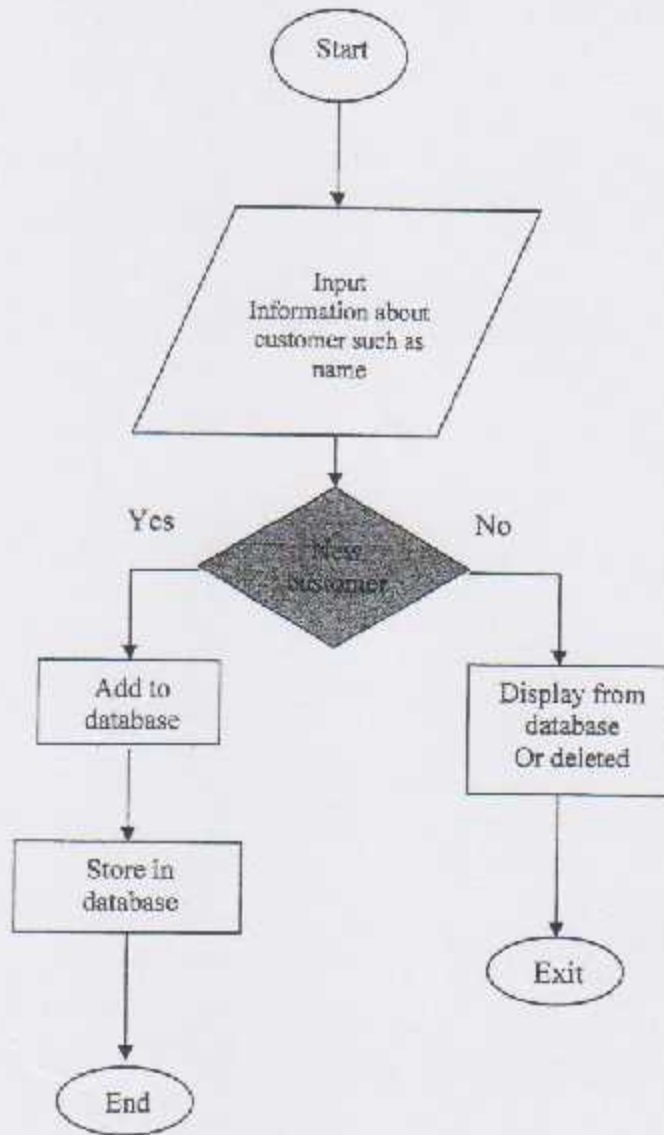 Start
Input
Information about
customer such as
name
Yes
No
New
customer
Add to
database
Display from
database
Or deleted
Store in
database
Exit
End